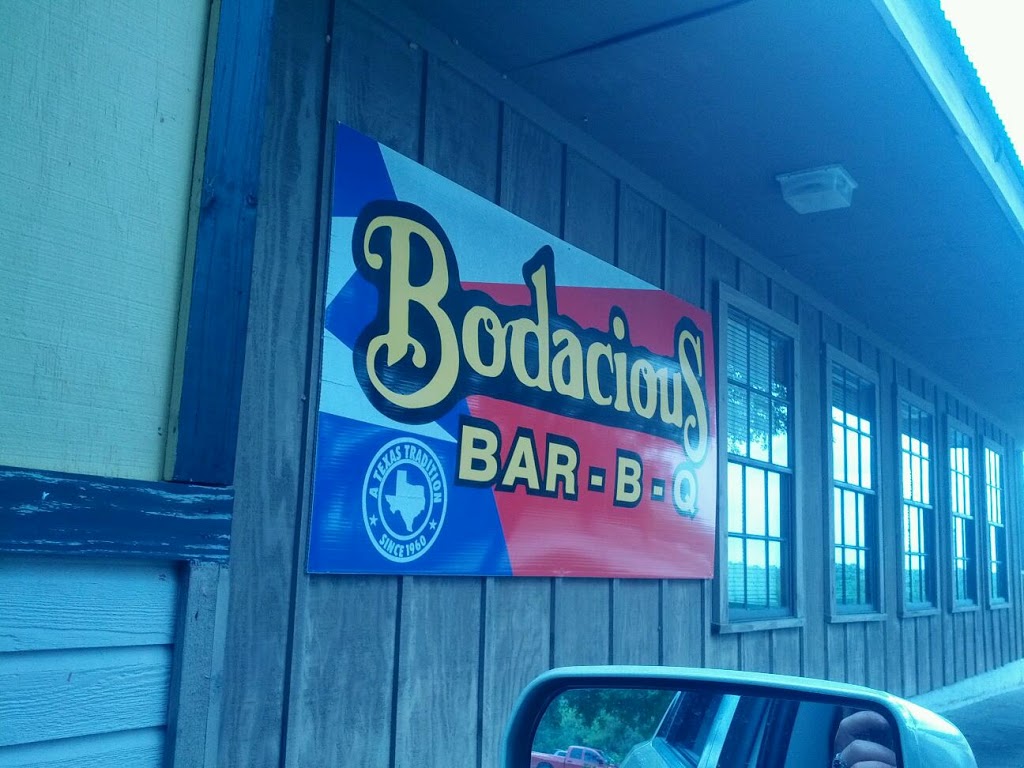 Bodacious
BAR - B - Q
A TEXAS TRADITION
SINCE 1960